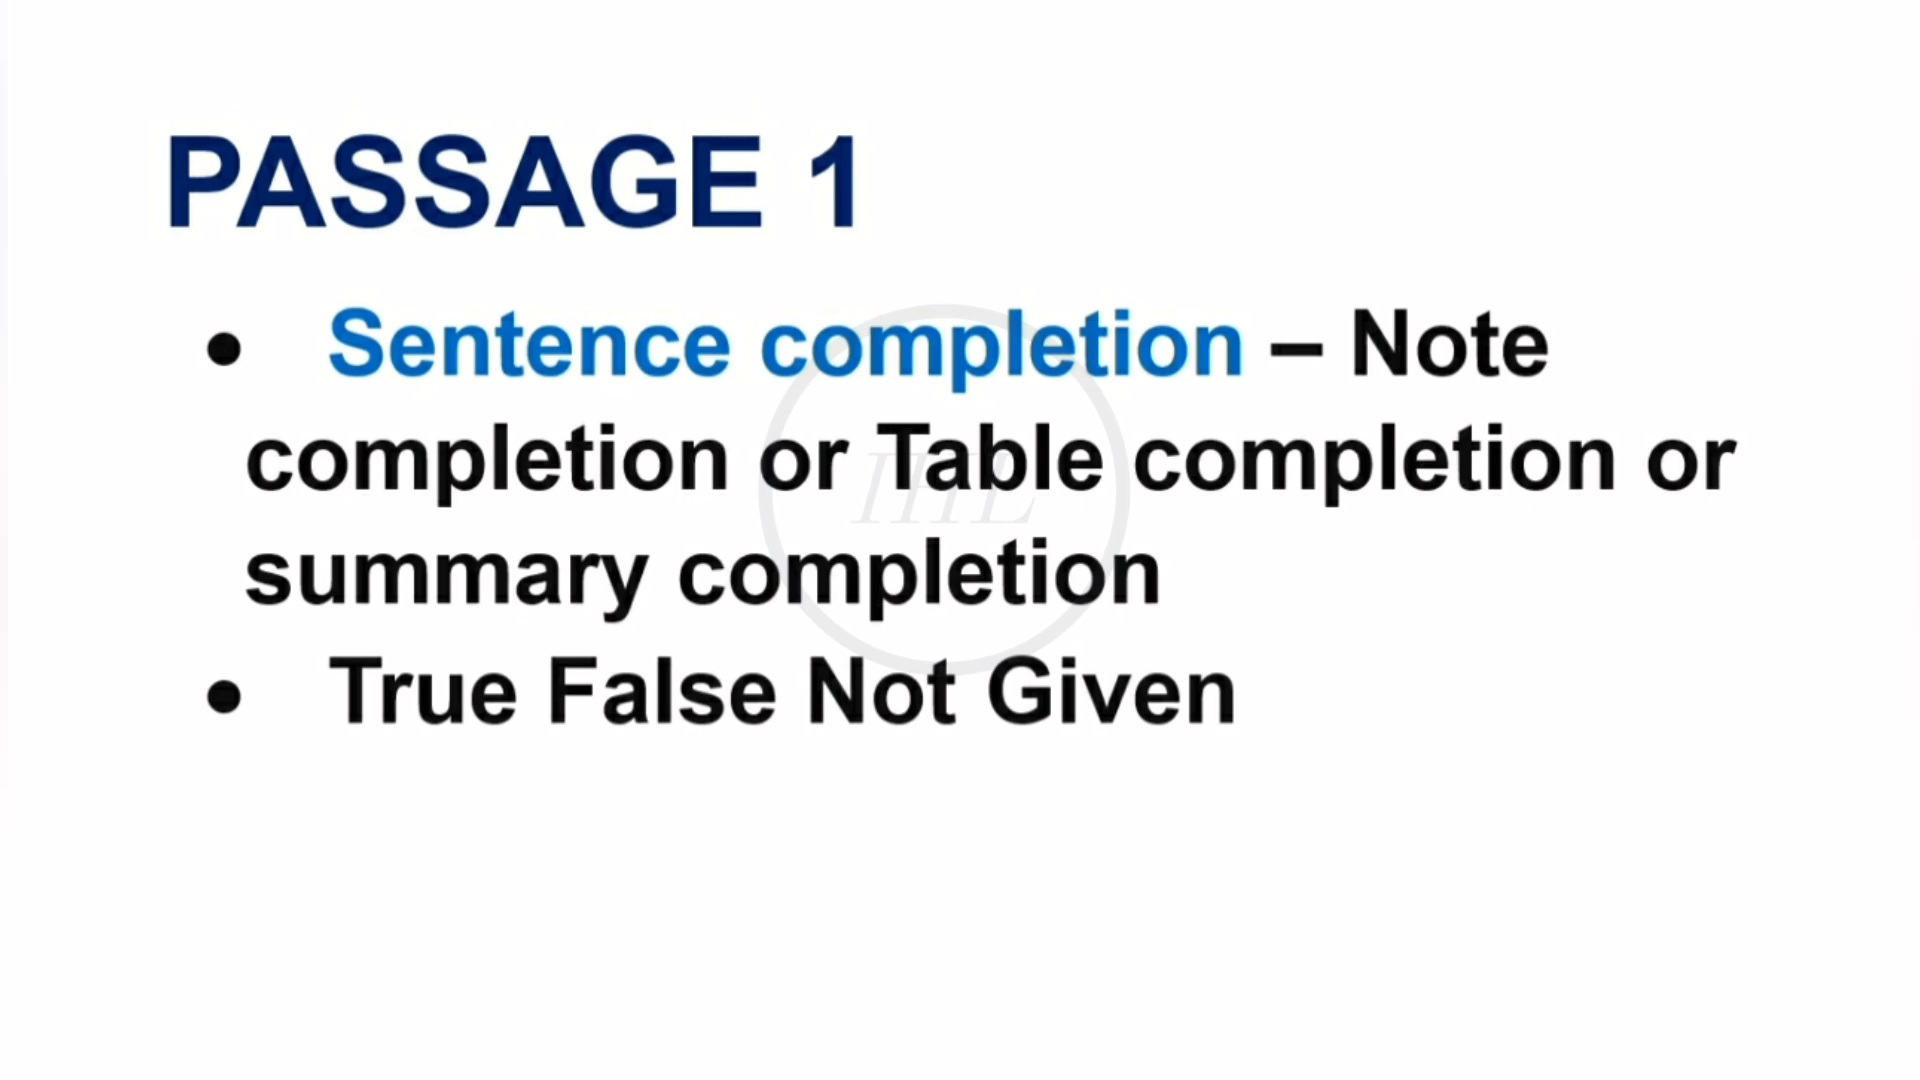 PASSAGE 1
• Sentence completion – Note
completion or Table completion or
summary completion
• True False Not Given